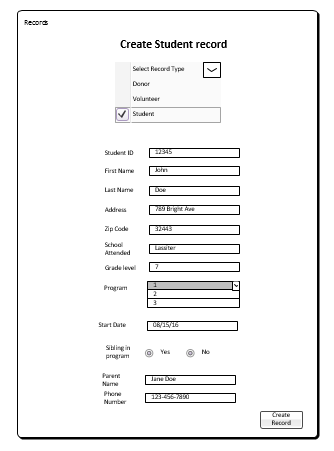 Records
Create Student record
Select Record Type
Donor
Volunteer
Student
Student ID 12345
First Name John
Last Name Doe
Address 789 Bright Ave
Zip Code 32443
School
Attended Lassiter
Grade level 7
Program 1
2
3
Start Date 08/15/16
Sibling in
program Yes No
Parent
Name Jane Doe
Phone
Number 123-456-7890
Create
Record